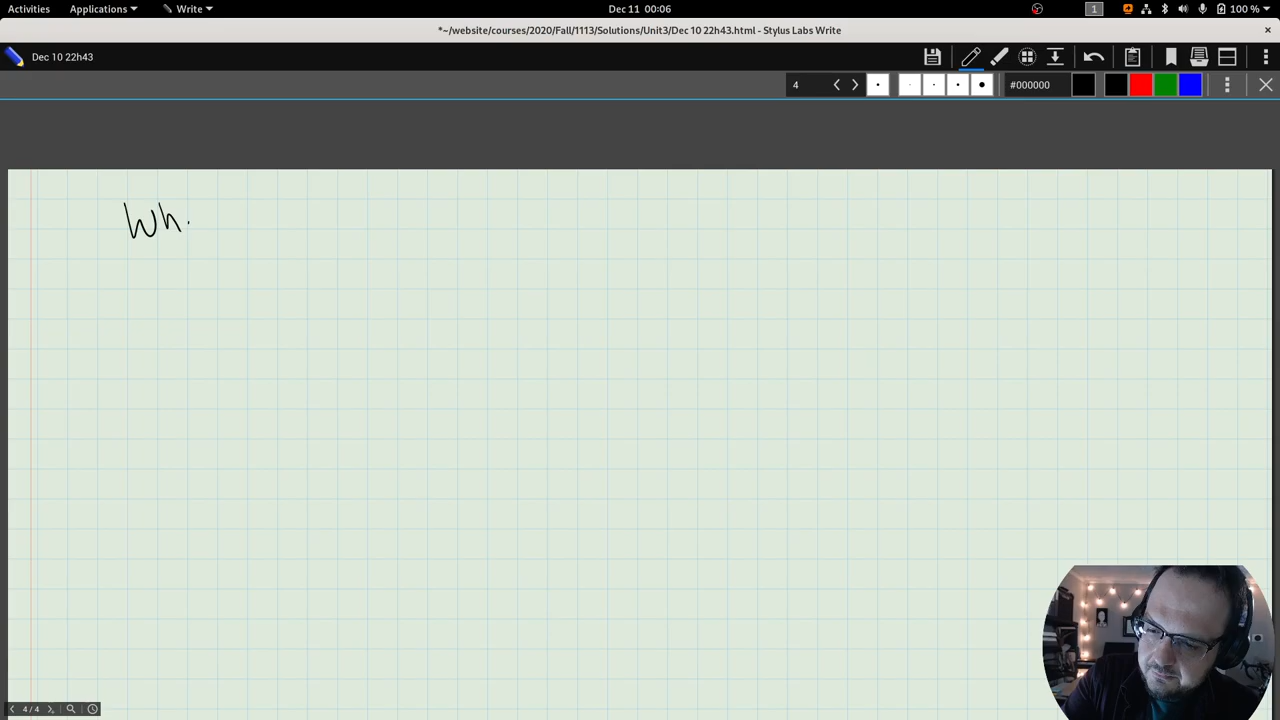 Activities Applications Write Dec 11 00:06 1 100 %
*~/website/courses/2020/Fall/1113/Solutions/Unit3/Dec 10 22h43.html - Stylus Labs Write
Dec 10 22h43
4 #000000
Wh.
4 / 4